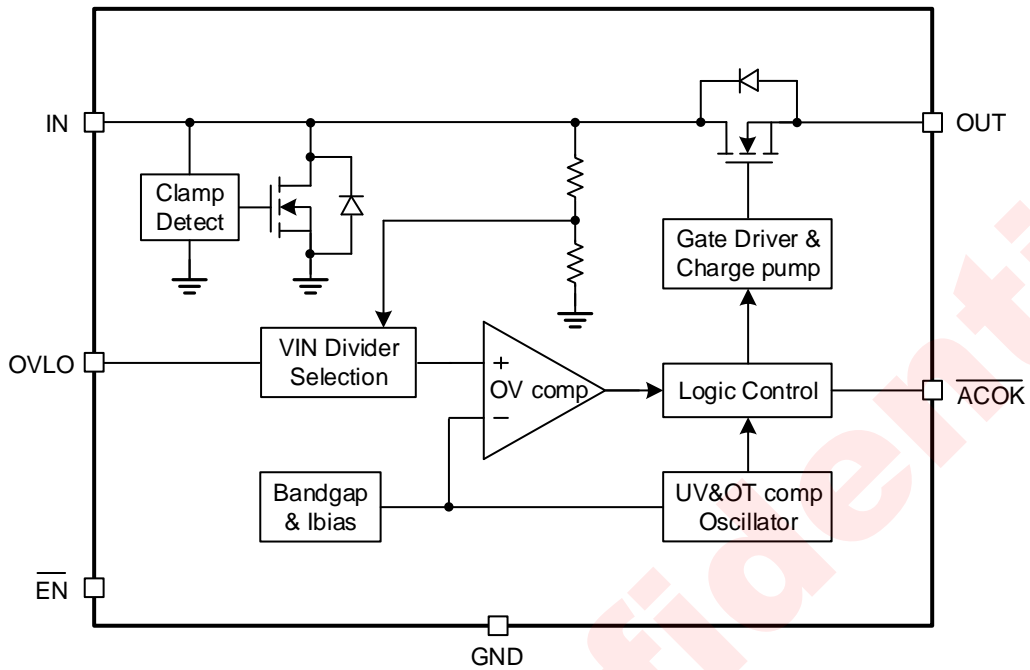 IN
OUT
Clamp
Detect
Gate Driver &
Charge pump
OVLO
VIN Divider
Selection
+
OV comp
−
Logic Control
ACOK
Bandgap
& Ibias
UV&OT comp
Oscillator
EN
GND
fidenti